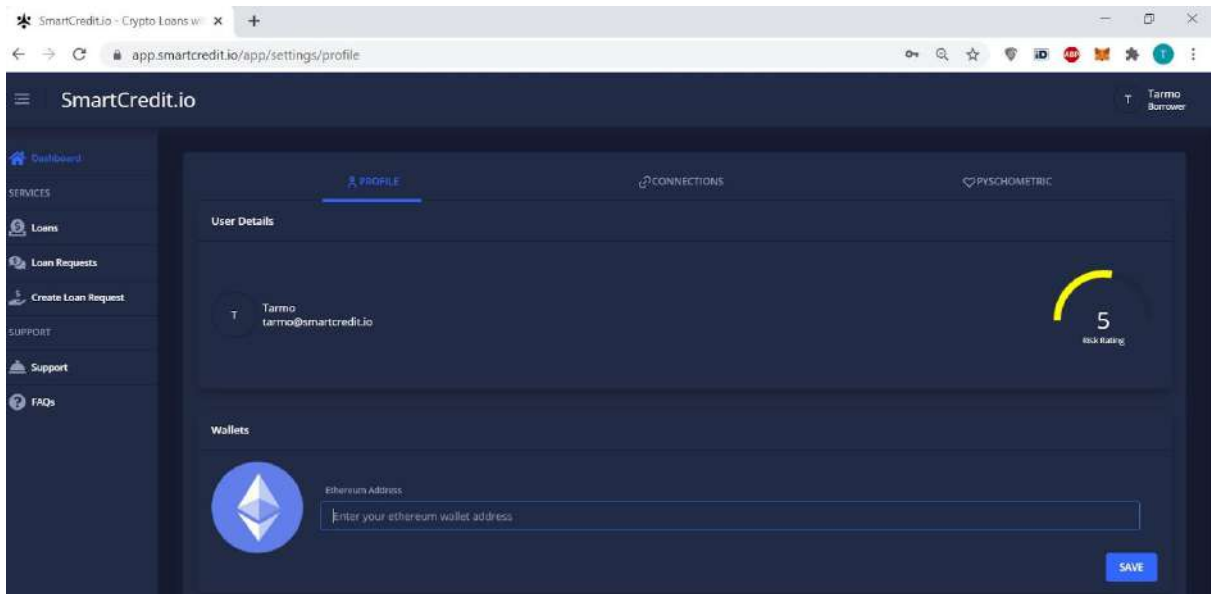 SmartCredit.io - Crypto Loans w
app.smartcredit.io/app/settings/profile
iD
ABP
T
SmartCredit.io
T
Tarmo
Borrower
Dashboard
SERVICES
Loans
Loan Requests
Create Loan Request
SUPPORT
Support
FAQs
PROFILE
CONNECTIONS
PYSCHOMETRIC
User Details
T
Tarmo
tarmo@smartcredit.io
5
Risk Rating
Wallets
Ethereum Address
Enter your ethereum wallet address
SAVE